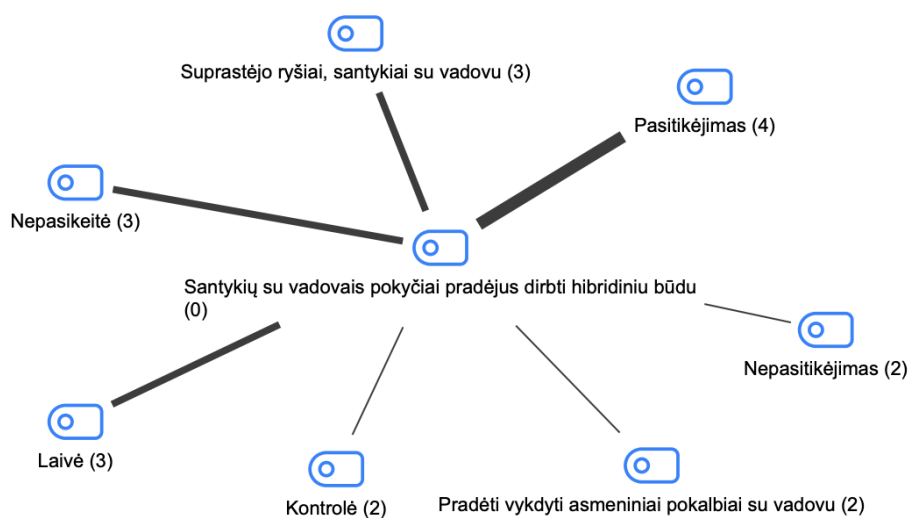 Suprastėjo ryšiai, santykiai su vadovu (3)
Pasitikėjimas (4)
Nepasikeitė (3)
Santykių su vadovais pokyčiai pradėjus dirbti hibridiniu būdu
(0)
Nepasitikėjimas (2)
Laivė (3)
Kontrolė (2)
Pradėti vykdyti asmeniniai pokalbiai su vadovu (2)